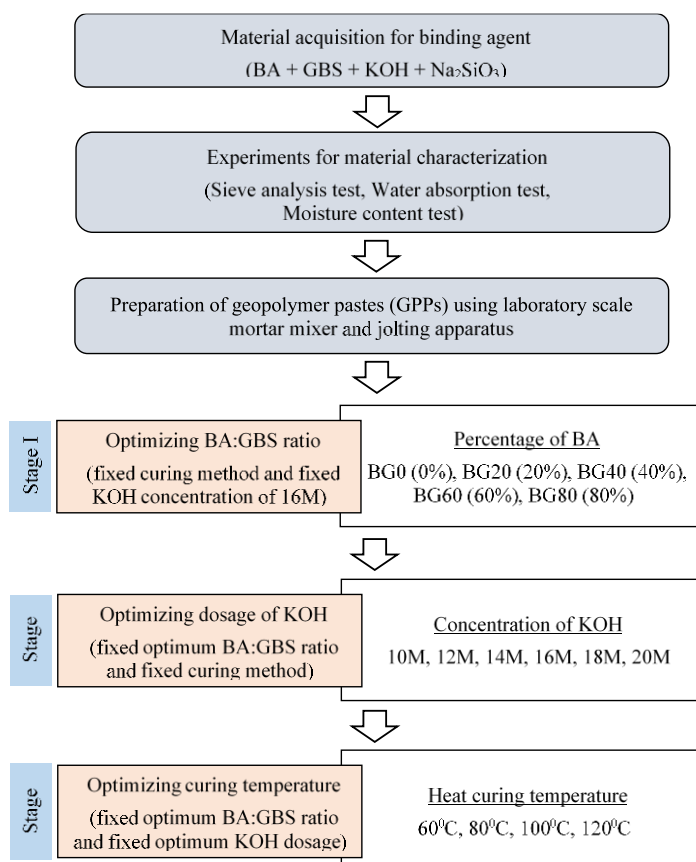 Material acquisition for binding agent
(BA + GBS + KOH + Na₂SiO₃)
Experiments for material characterization
(Sieve analysis test, Water absorption test,
Moisture content test)
Preparation of geopolymer pastes (GPPs) using laboratory scale
mortar mixer and jolting apparatus
Stage I
Optimizing BA:GBS ratio
(fixed curing method and fixed
KOH concentration of 16M)
Percentage of BA
BG0 (0%), BG20 (20%), BG40 (40%),
BG60 (60%), BG80 (80%)
Stage
Optimizing dosage of KOH
(fixed optimum BA:GBS ratio
and fixed curing method)
Concentration of KOH
10M, 12M, 14M, 16M, 18M, 20M
Stage
Optimizing curing temperature
(fixed optimum BA:GBS ratio
and fixed optimum KOH dosage)
Heat curing temperature
60⁰C, 80⁰C, 100⁰C, 120⁰C